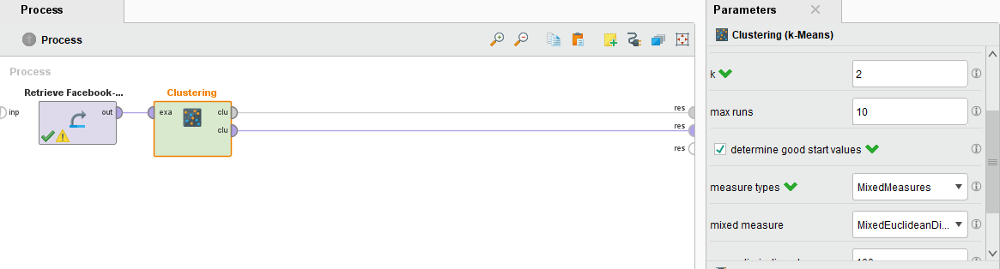 Process
Process
Process
Retrieve Facebook-...
Clustering
inp
out
exa
clu
clu
res
res
res
Parameters
Clustering (k-Means)
k
2
max runs
10
determine good start values
measure types
MixedMeasures
mixed measure
MixedEuclideanDi...